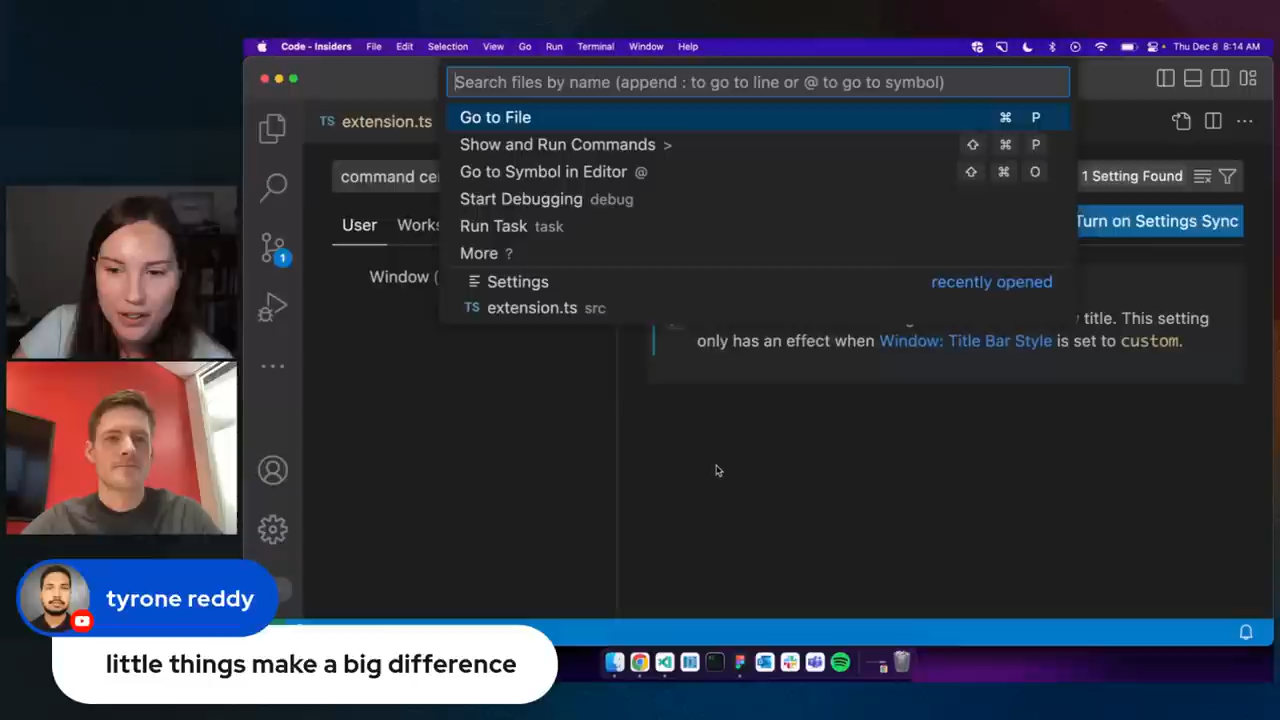 Code - Insiders File Edit Selection View Go Run Terminal Window Help Thu Dec 8 8:14 AM
Search files by name (append : to go to line or @ to go to symbol)
TS extension.ts
Go to File ⌘ P
Show and Run Commands > ⇧ ⌘ P
Go to Symbol in Editor @ ⇧ ⌘ O
Start Debugging debug
Run Task task
More ?
Settings recently opened
TS extension.ts src
command ce
1 Setting Found
User Works
Turn on Settings Sync
Window (
title. This setting
only has an effect when Window: Title Bar Style is set to custom.
1
tyrone reddy
little things make a big difference